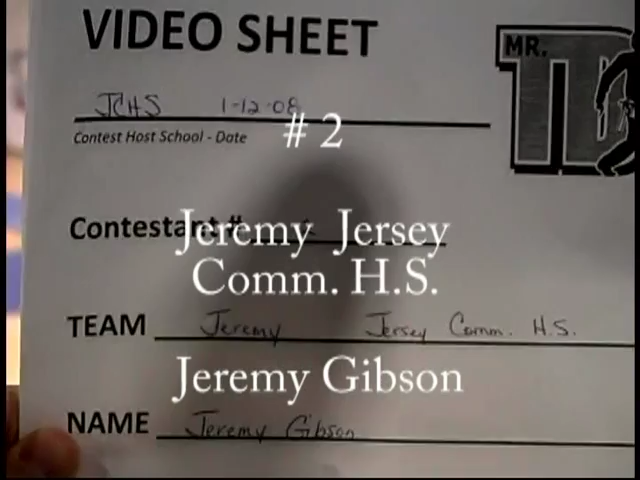 VIDEO SHEET
MR.
TD
JCHS 1-12-08
Contest Host School - Date
# 2
Contestant #
Jeremy Jersey
Comm. H.S.
TEAM Jeremy Jersey Comm. H.S.
Jeremy Gibson
NAME Jeremy Gibson